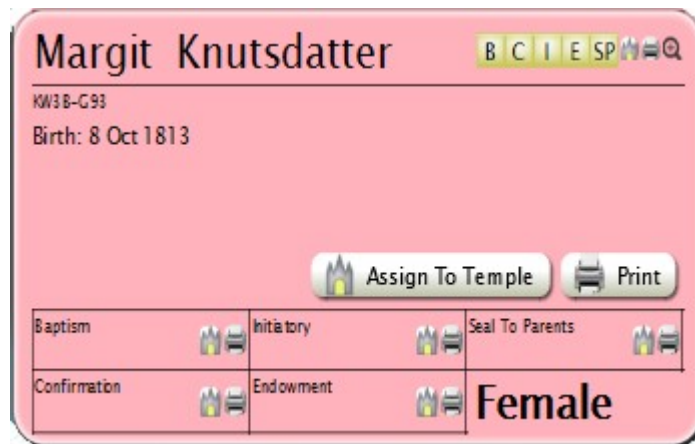 Margit Knutsdatter B C I E SP
KW3B-G93
Birth: 8 Oct 1813
Assign To Temple Print
Baptism Initiatory Seal To Parents
Confirmation Endowment Female